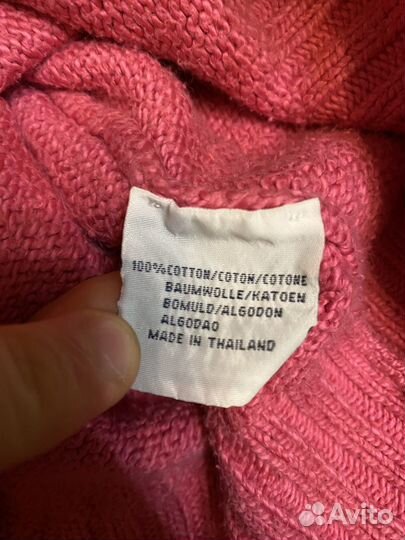 100%COTTON/COTON/COTONE
BAUMWOLLE/KATOEN
BOMULD/ALGODON
ALGODAO
MADE IN THAILAND
Avito